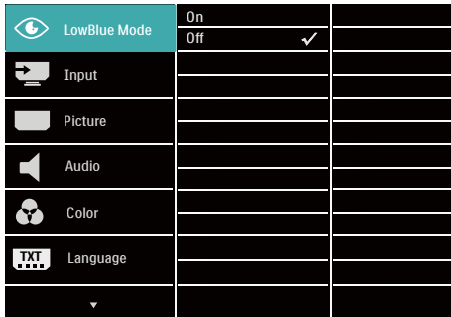 LowBlue Mode
On
Off
Input
Picture
Audio
Color
TXT
Language